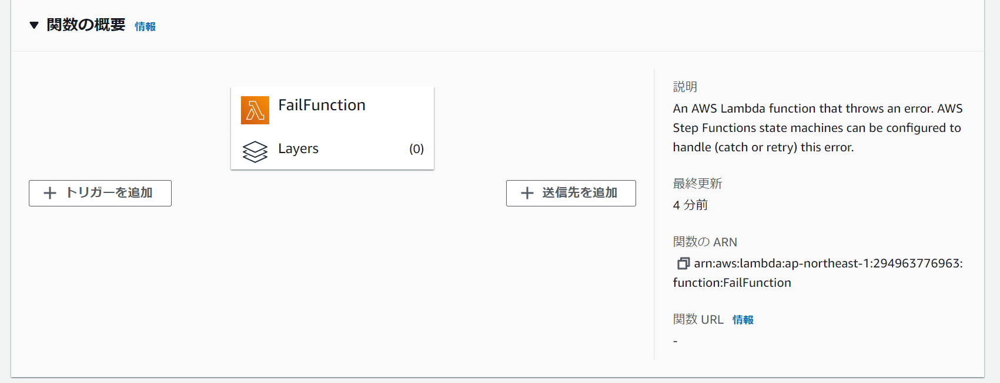 関数の概要 情報
FailFunction
Layers (0)
トリガーを追加
送信先を追加
説明
An AWS Lambda function that throws an error. AWS
Step Functions state machines can be configured to
handle (catch or retry) this error.
最終更新
4 分前
関数の ARN
arn:aws:lambda:ap-northeast-1:294963776963:
function:FailFunction
関数 URL 情報
-